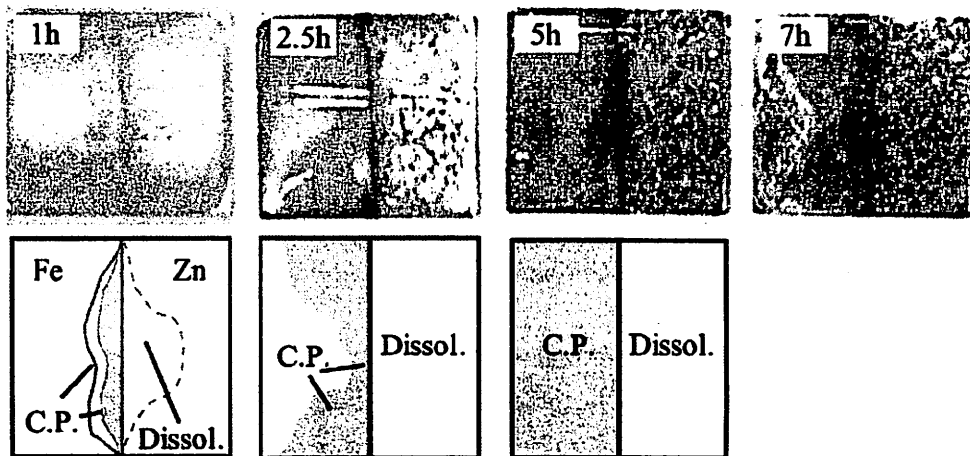 1h
2.5h
5h
7h
Fe
Zn
C.P.
Dissol.
C.P.
Dissol.
C.P.
Dissol.